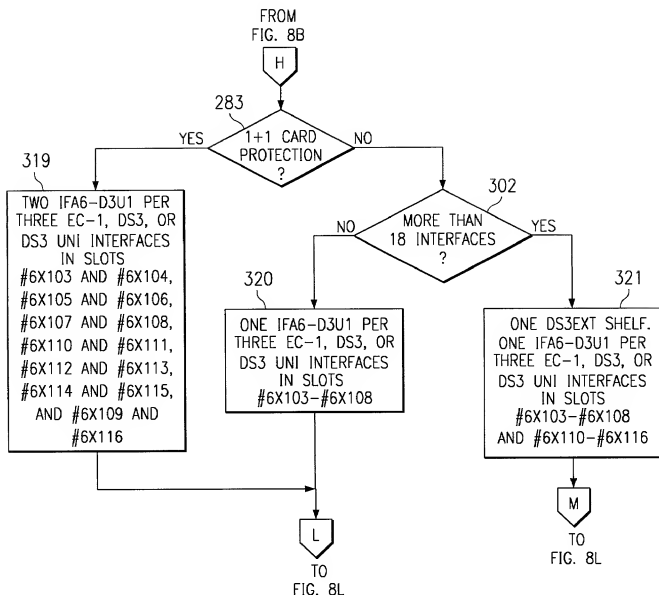 FROM
FIG. 8B
H
283
1+1 CARD
PROTECTION
?
YES
NO
319
TWO IFA6-D3U1 PER
THREE EC-1, DS3, OR
DS3 UNI INTERFACES
IN SLOTS
#6X103 AND #6X104,
#6X105 AND #6X106,
#6X107 AND #6X108,
#6X110 AND #6X111,
#6X112 AND #6X113,
#6X114 AND #6X115,
AND #6X109 AND
#6X116
302
MORE THAN
18 INTERFACES
?
NO
YES
320
ONE IFA6-D3U1 PER
THREE EC-1, DS3, OR
DS3 UNI INTERFACES
IN SLOTS
#6X103-#6X108
321
ONE DS3EXT SHELF.
ONE IFA6-D3U1 PER
THREE EC-1, DS3, OR
DS3 UNI INTERFACES
IN SLOTS
#6X103-#6X108
AND #6X110-#6X116
L
TO
FIG. 8L
M
TO
FIG. 8L